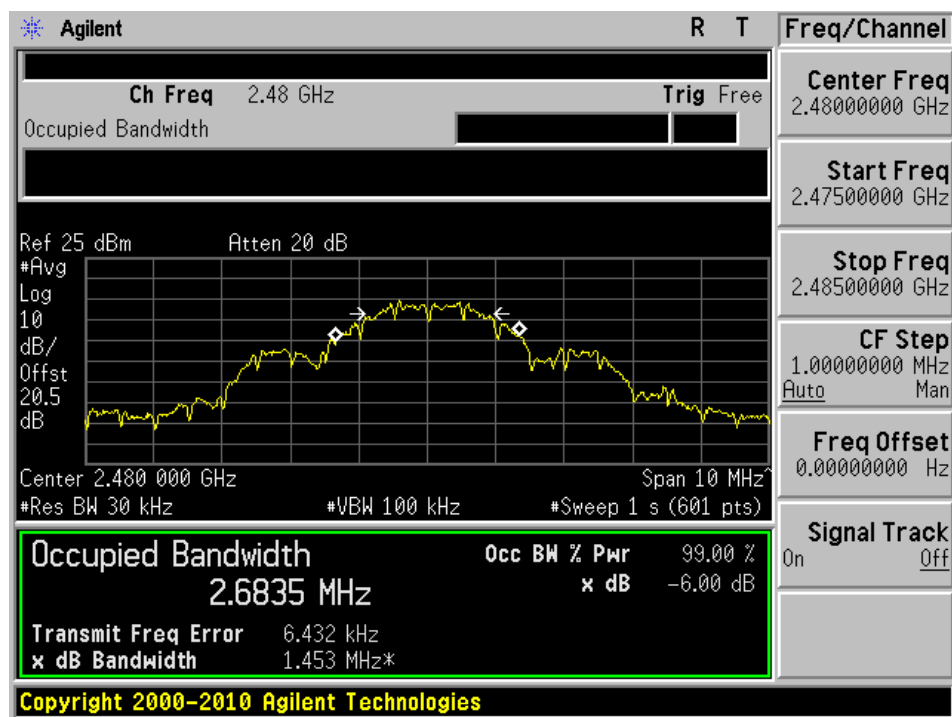 Agilent R T Freq/Channel
Ch Freq 2.48 GHz Trig Free
Occupied Bandwidth
Center Freq
2.48000000 GHz
Start Freq
2.47500000 GHz
Stop Freq
2.48500000 GHz
CF Step
1.00000000 MHz
Auto Man
Freq Offset
0.00000000 Hz
Signal Track
On Off
Ref 25 dBm Atten 20 dB
#Avg
Log
10
dB/
Offst
20.5
dB
Center 2.480 000 GHz Span 10 MHz^
#Res BW 30 kHz #VBW 100 kHz #Sweep 1 s (601 pts)
Occupied Bandwidth Occ BW % Pwr 99.00 %
2.6835 MHz x dB -6.00 dB
Transmit Freq Error 6.432 kHz
x dB Bandwidth 1.453 MHz*
Copyright 2000-2010 Agilent Technologies